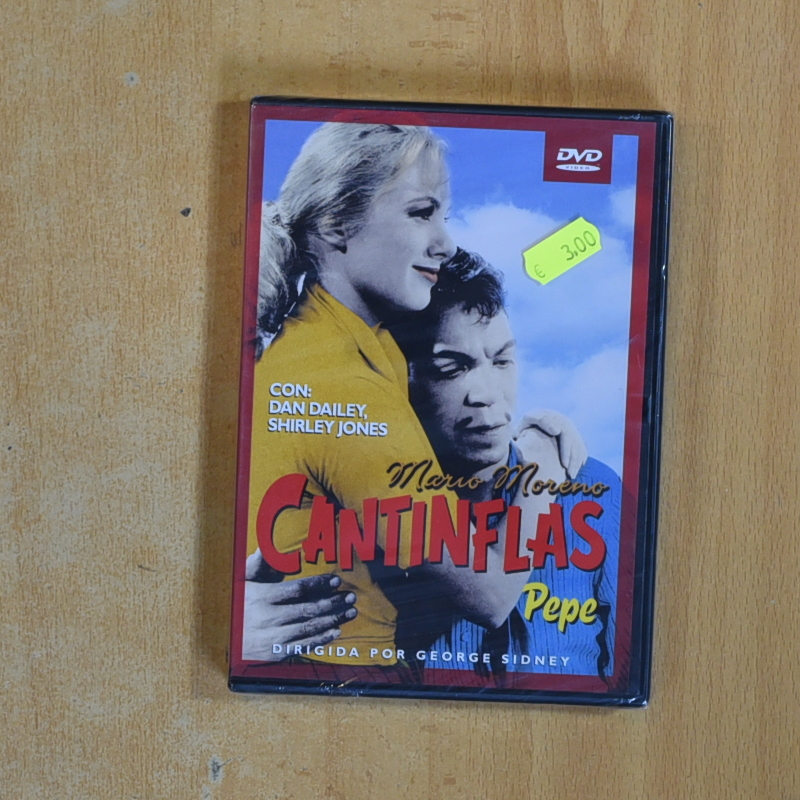 DVD
VIDEO
€ 3,00
CON:
DAN DAILEY,
SHIRLEY JONES
Mario Moreno
CANTINFLAS
Pepe
DIRIGIDA POR GEORGE SIDNEY